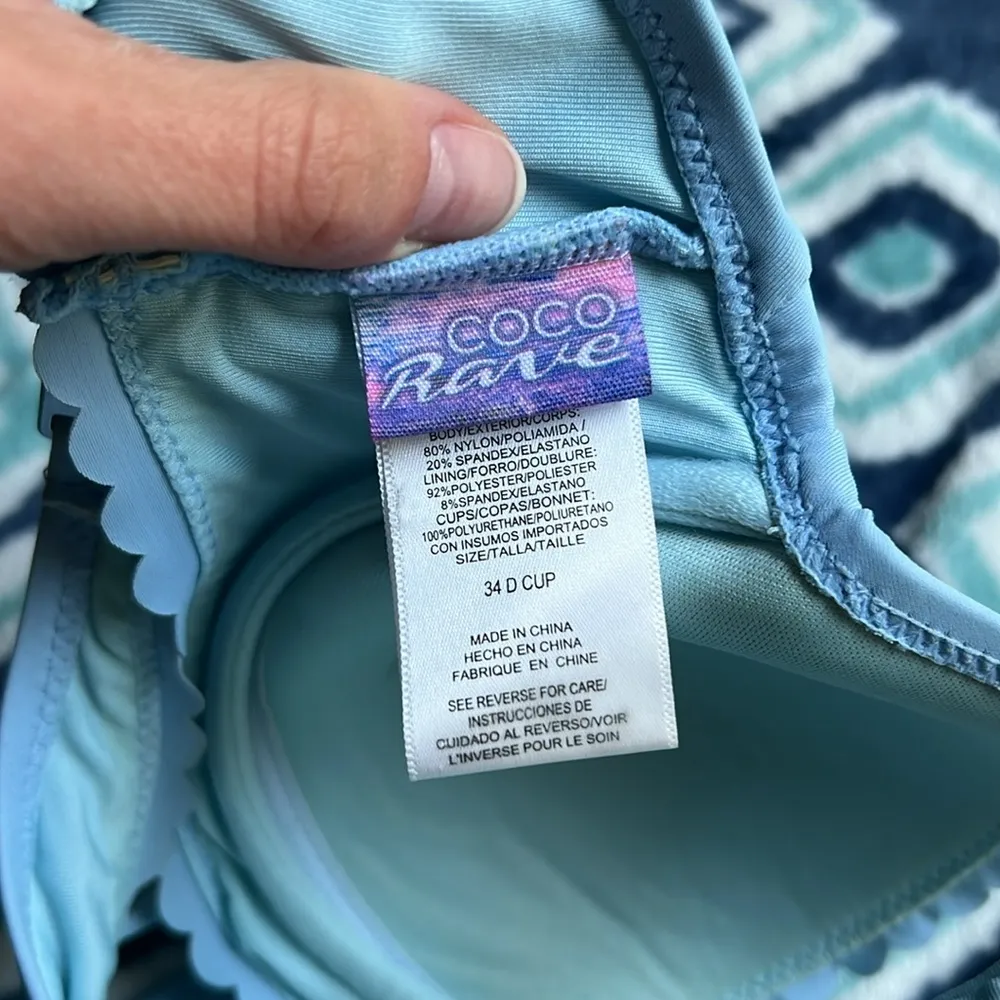 COCO
Rave
BODY/EXTERIOR/CORPS:
80% NYLON/POLIAMIDA /
20% SPANDEX/ELASTANO
LINING/FORRO/DOUBLURE:
92%POLYESTER/POLIESTER
8%SPANDEX/ELASTANO
CUPS/COPAS/BONNET:
100%POLYURETHANE/POLIURETANO
CON INSUMOS IMPORTADOS
SIZE/TALLA/TAILLE
34 D CUP
MADE IN CHINA
HECHO EN CHINA
FABRIQUE EN CHINE
SEE REVERSE FOR CARE/
INSTRUCCIONES DE
CUIDADO AL REVERSO/VOIR
L'INVERSE POUR LE SOIN